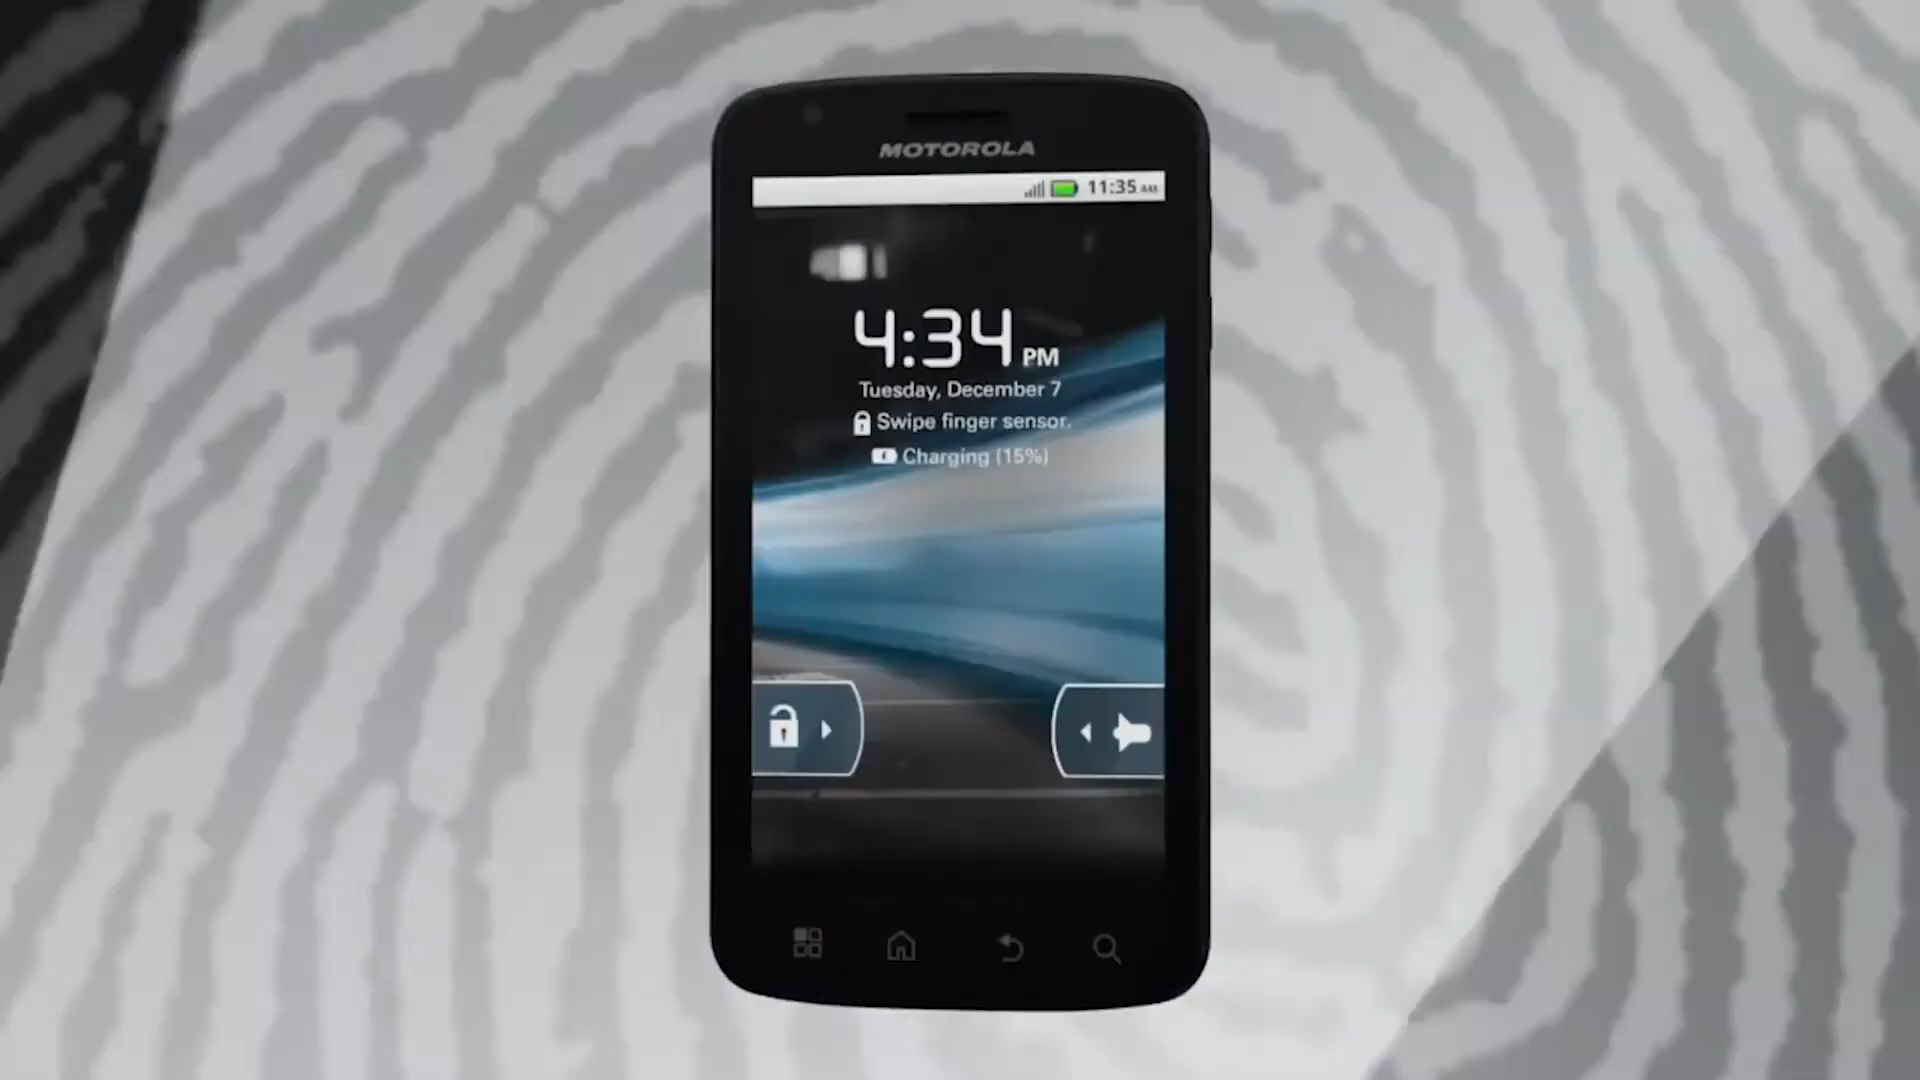 MOTOROLA
11:35 AM
4:34 PM
Tuesday, December 7
Swipe finger sensor.
Charging (15%)